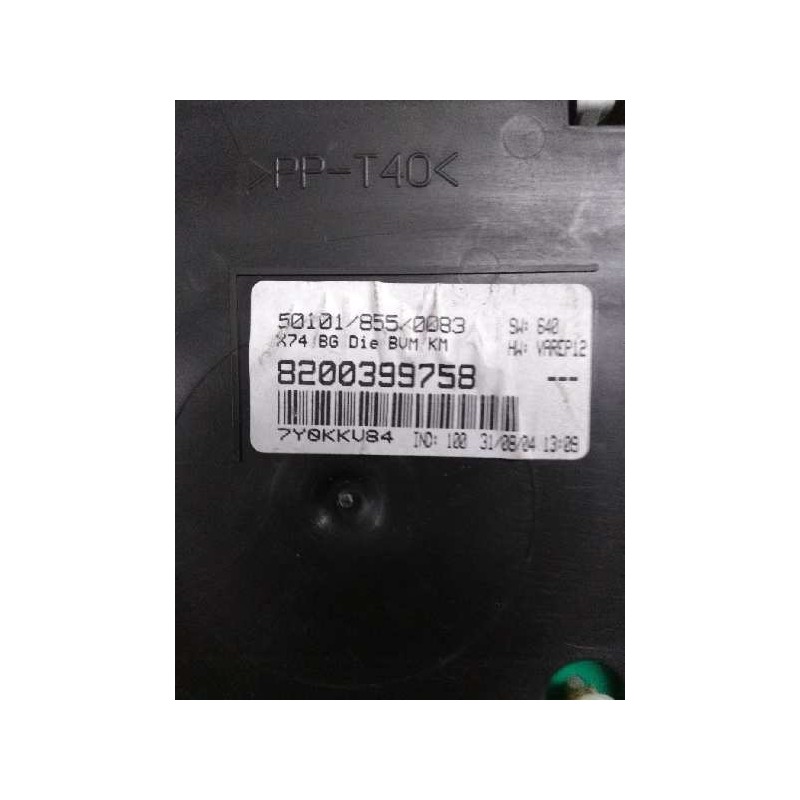 >PP-T40<
50101/855/0083 SW: 640
X74 BG Die BVM KM HW: VAREP12
8200399758 ---
7Y0KKV84 IND: 100 31/08/04 13:09